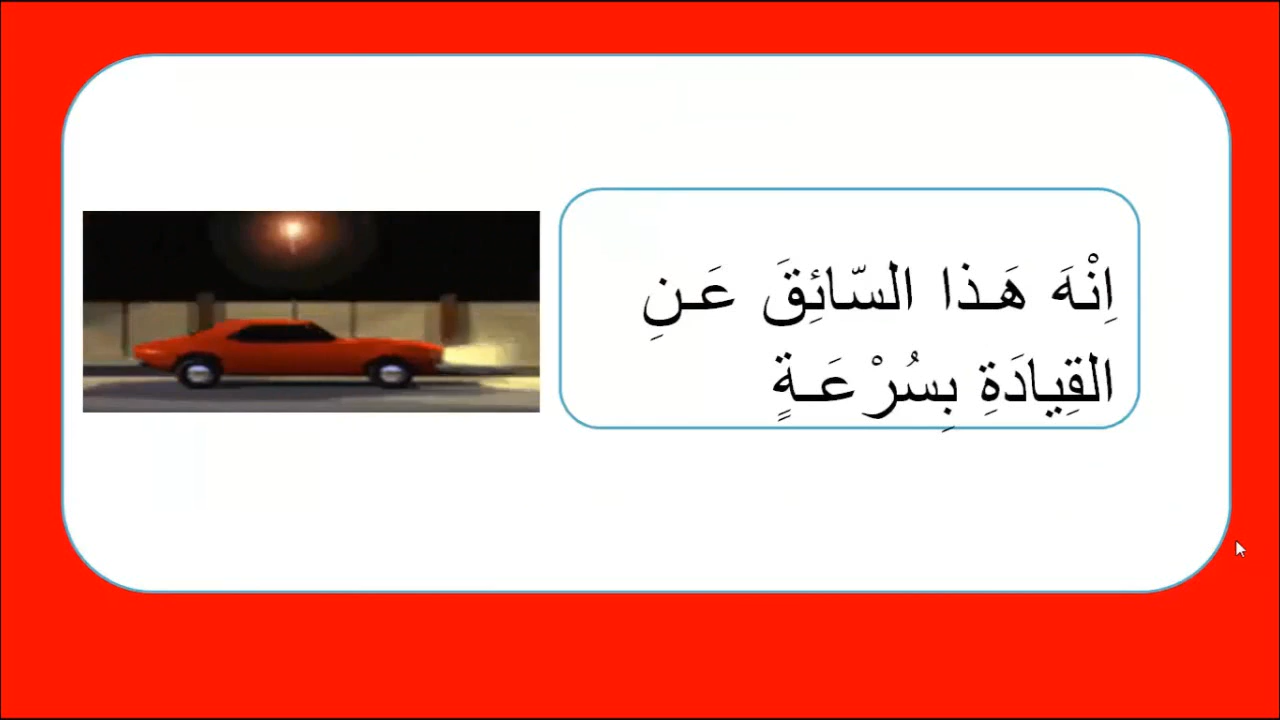 اِنْهَ هَـذا السّائِقَ عَـنِ
القِيادَةِ بِسُرْعَـةٍ